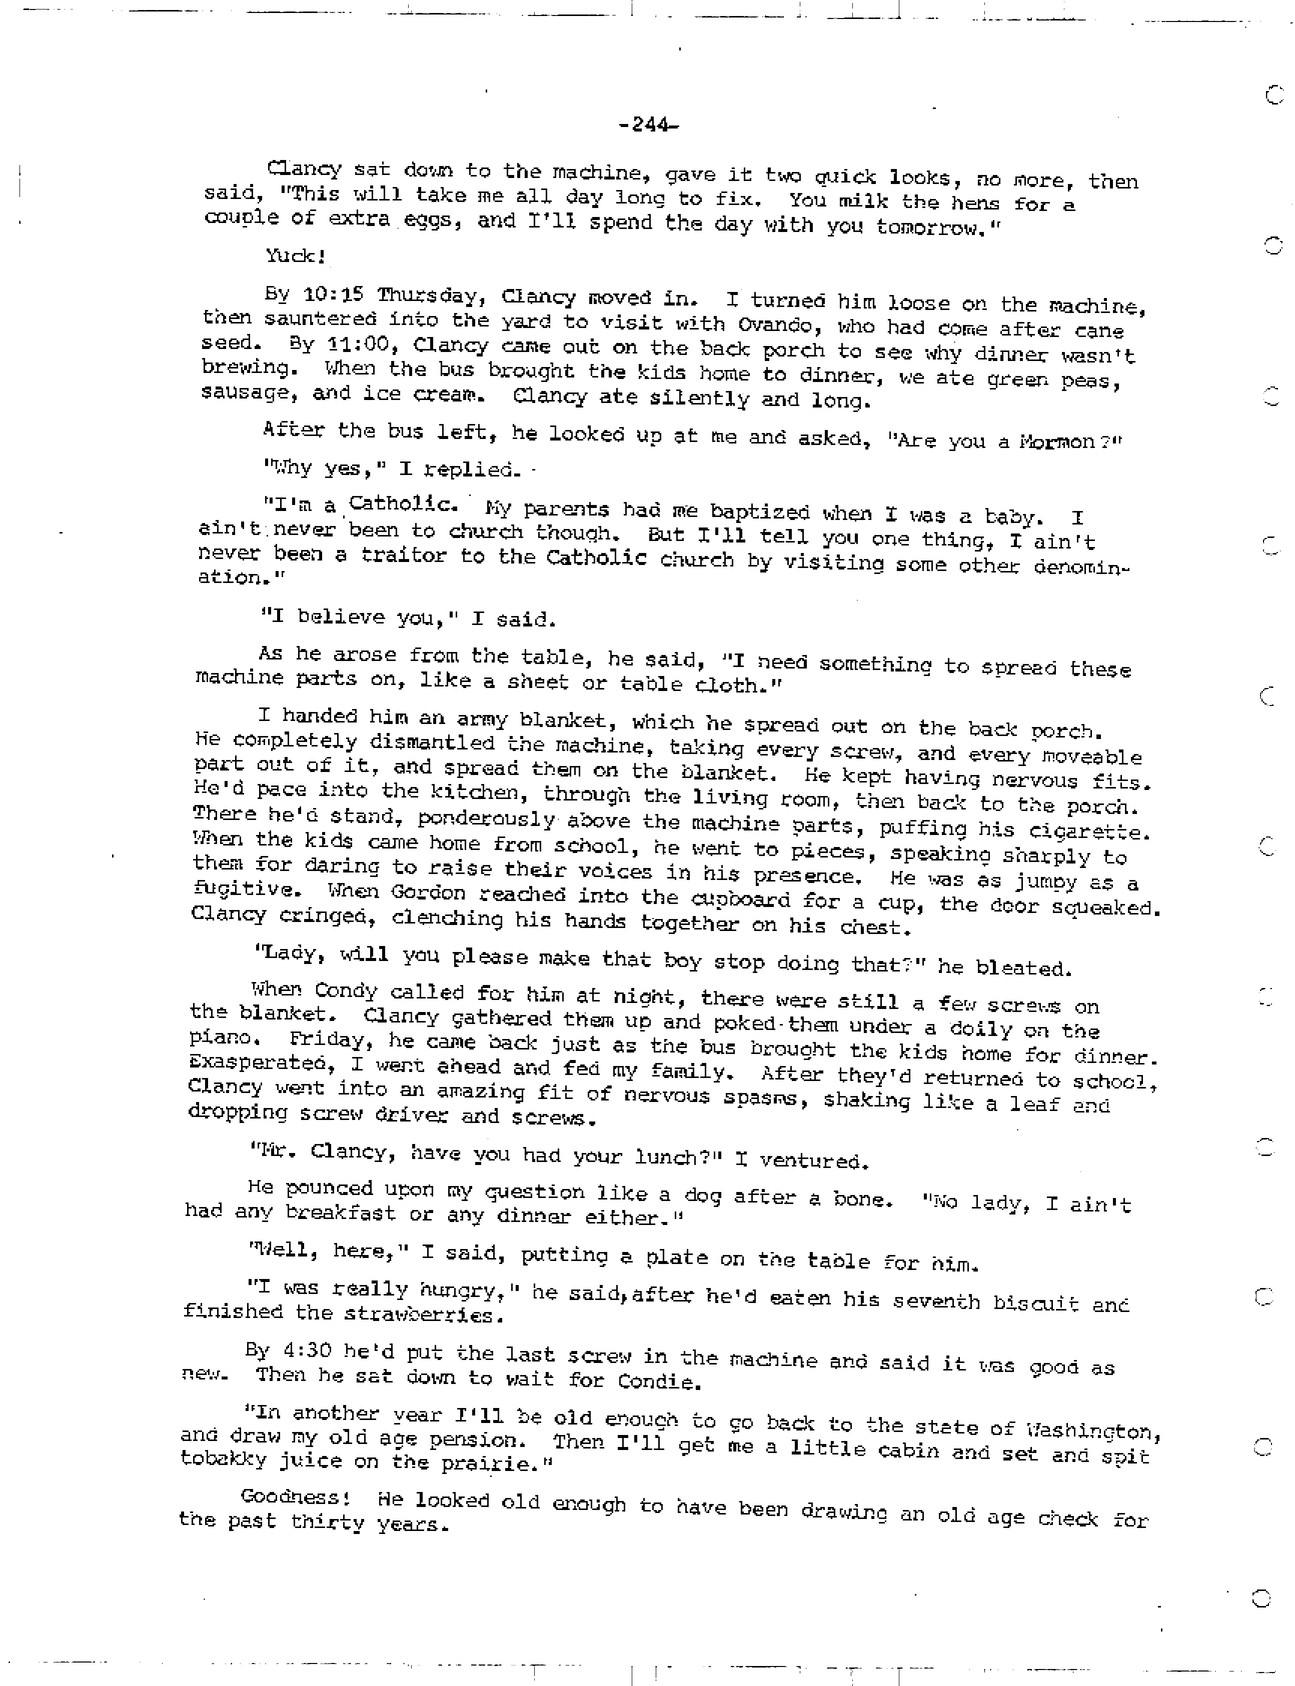 -244-
Clancy sat down to the machine, gave it two quick looks, no more, then
said, "This will take me all day long to fix. You milk the hens for a
couple of extra eggs, and I'll spend the day with you tomorrow."
Yuck!
By 10:15 Thursday, Clancy moved in. I turned him loose on the machine,
then sauntered into the yard to visit with Ovando, who had come after cane
seed. By 11:00, Clancy came out on the back porch to see why dinner wasn't
brewing. When the bus brought the kids home to dinner, we ate green peas,
sausage, and ice cream. Clancy ate silently and long.
After the bus left, he looked up at me and asked, "Are you a Mormon?"
"Why yes," I replied.
"I'm a Catholic. My parents had me baptized when I was a baby. I
ain't never been to church though. But I'll tell you one thing, I ain't
never been a traitor to the Catholic church by visiting some other denomin-
ation."
"I believe you," I said.
As he arose from the table, he said, "I need something to spread these
machine parts on, like a sheet or table cloth."
I handed him an army blanket, which he spread out on the back porch.
He completely dismantled the machine, taking every screw, and every moveable
part out of it, and spread them on the blanket. He kept having nervous fits.
He'd pace into the kitchen, through the living room, then back to the porch.
There he'd stand, ponderously above the machine parts, puffing his cigarette.
When the kids came home from school, he went to pieces, speaking sharply to
them for daring to raise their voices in his presence. He was as jumpy as a
fugitive. When Gordon reached into the cupboard for a cup, the door squeaked.
Clancy cringed, clenching his hands together on his chest.
"Lady, will you please make that boy stop doing that?" he bleated.
When Condy called for him at night, there were still a few screws on
the blanket. Clancy gathered them up and poked them under a doily on the
piano. Friday, he came back just as the bus brought the kids home for dinner.
Exasperated, I went ahead and fed my family. After they'd returned to school,
Clancy went into an amazing fit of nervous spasms, shaking like a leaf and
dropping screw driver and screws.
"Mr. Clancy, have you had your lunch?" I ventured.
He pounced upon my question like a dog after a bone. "No lady, I ain't
had any breakfast or any dinner either."
"Well, here," I said, putting a plate on the table for him.
"I was really hungry," he said, after he'd eaten his seventh biscuit and
finished the strawberries.
By 4:30 he'd put the last screw in the machine and said it was good as
new. Then he sat down to wait for Condie.
"In another year I'll be old enough to go back to the state of Washington,
and draw my old age pension. Then I'll get me a little cabin and set and spit
tobakky juice on the prairie."
Goodness! He looked old enough to have been drawing an old age check for
the past thirty years.